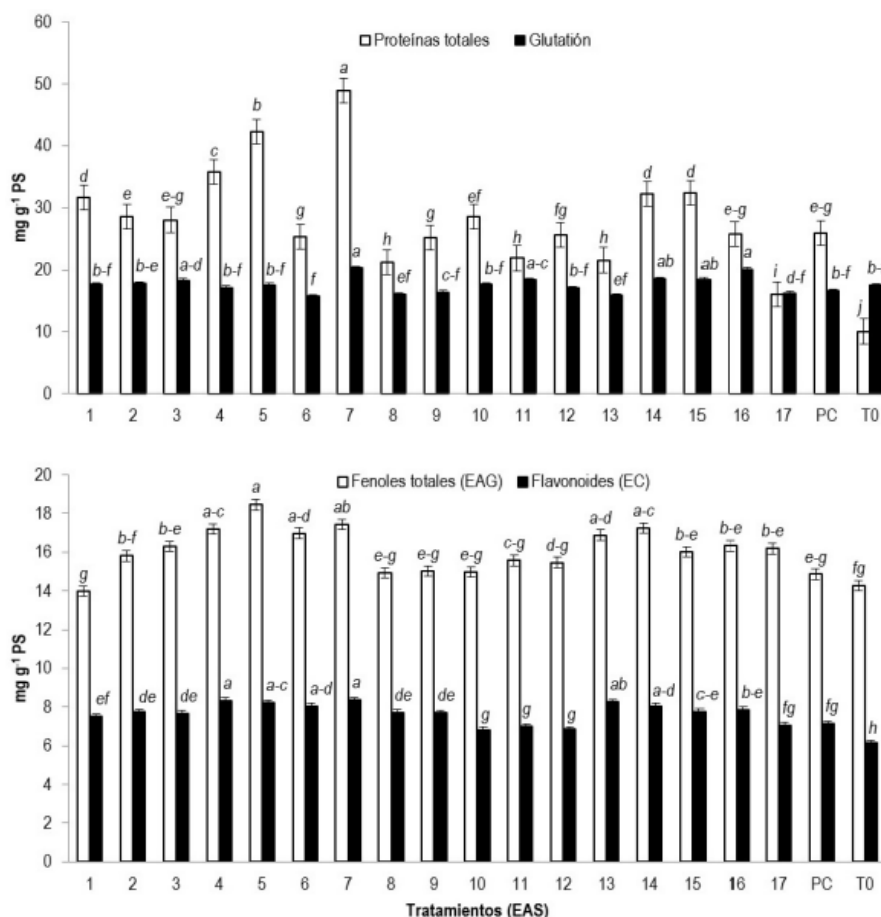 60
Proteínas totales Glutatión
50
40
30
20
10
0
mg g-1 PS
d e e-g c b g a h g ef h fg h d d e-g i e-g j
b-f b-e a-d b-f b-f f a ef c-f b-f a-c b-f ef ab ab a d-f b-f b-
1 2 3 4 5 6 7 8 9 10 11 12 13 14 15 16 17 PC T0
20
Fenoles totales (EAG) Flavonoides (EC)
18
16
14
12
10
8
6
4
2
0
mg g-1 PS
g b-f b-e a-c a a-d ab e-g e-g e-g c-g d-g a-d a-c b-e b-e b-e e-g fg
ef de de a a-c a-d a de de g g g ab a-d c-e b-e fg fg h
1 2 3 4 5 6 7 8 9 10 11 12 13 14 15 16 17 PC T0
Tratamientos (EAS)